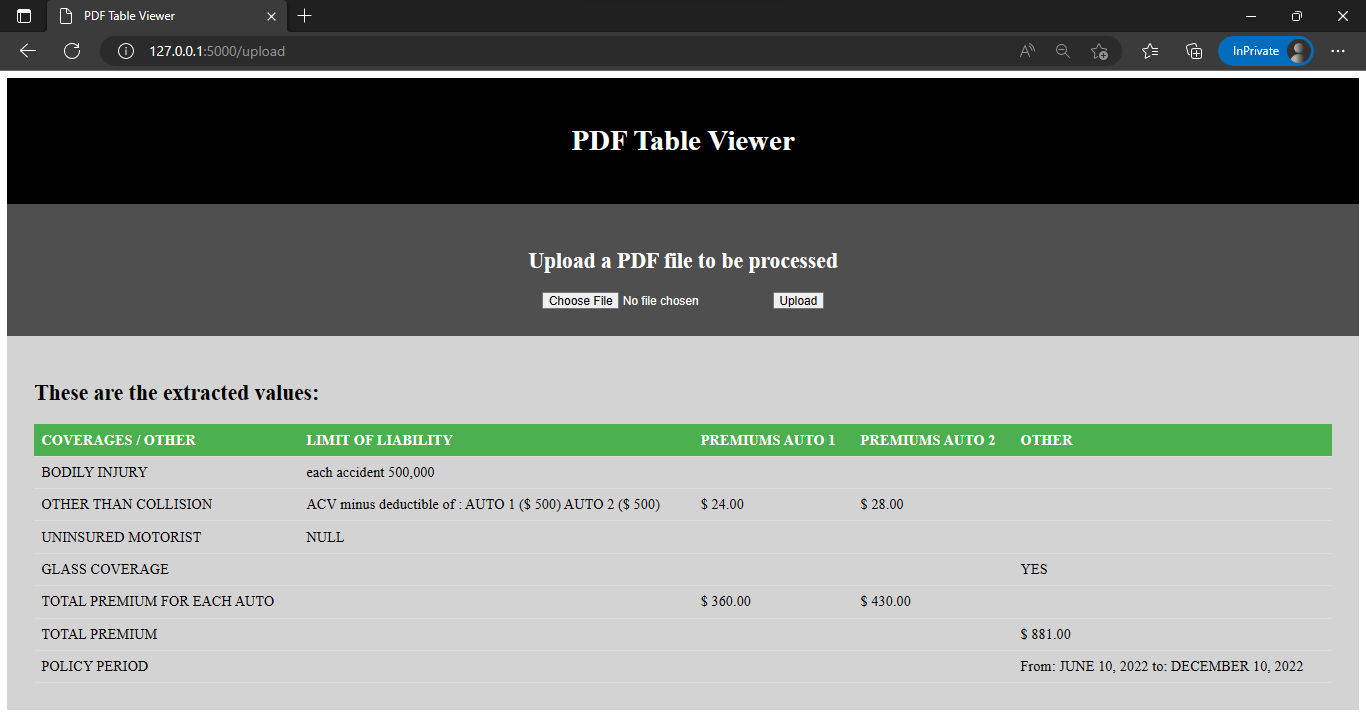 PDF Table Viewer
127.0.0.1:5000/upload
InPrivate
PDF Table Viewer
Upload a PDF file to be processed
Choose File No file chosen Upload
These are the extracted values:
COVERAGES / OTHER LIMIT OF LIABILITY PREMIUMS AUTO 1 PREMIUMS AUTO 2 OTHER
BODILY INJURY each accident 500,000
OTHER THAN COLLISION ACV minus deductible of : AUTO 1 ($ 500) AUTO 2 ($ 500) $ 24.00 $ 28.00
UNINSURED MOTORIST NULL
GLASS COVERAGE YES
TOTAL PREMIUM FOR EACH AUTO $ 360.00 $ 430.00
TOTAL PREMIUM $ 881.00
POLICY PERIOD From: JUNE 10, 2022 to: DECEMBER 10, 2022